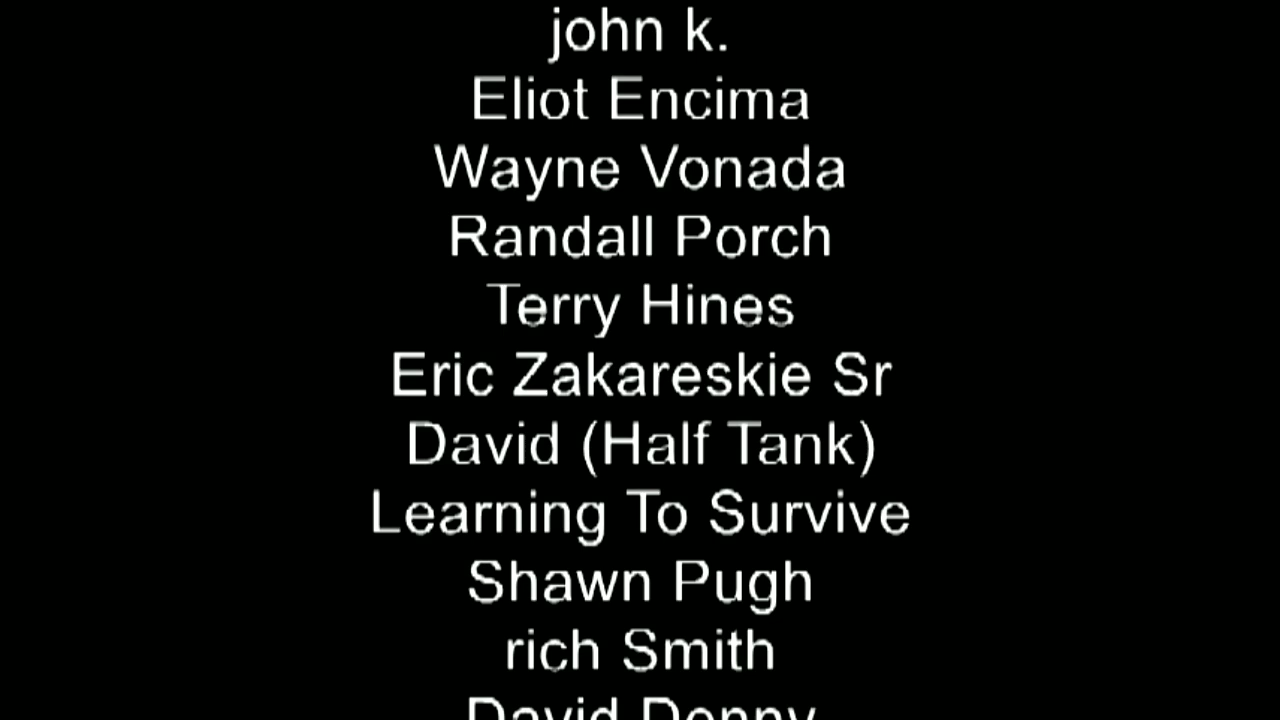 john k.
Eliot Encima
Wayne Vonada
Randall Porch
Terry Hines
Eric Zakareskie Sr
David (Half Tank)
Learning To Survive
Shawn Pugh
rich Smith
David